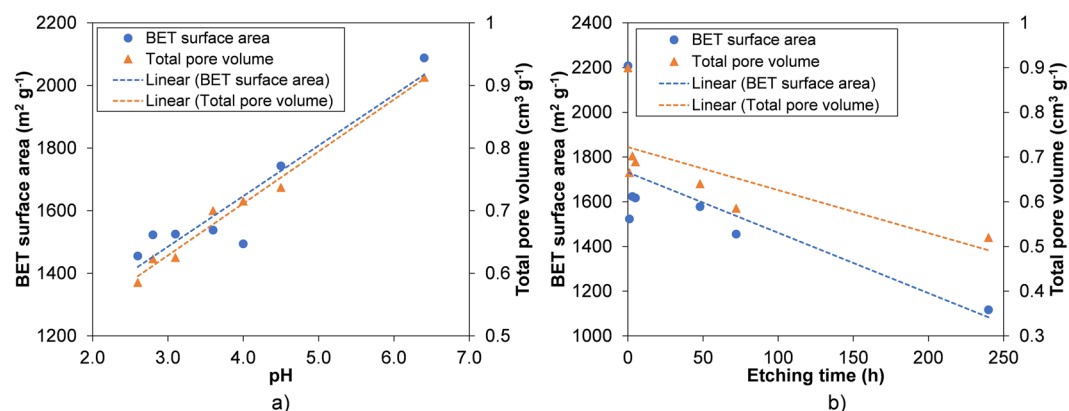 BET surface area (m² g⁻¹)
2200
2000
1800
1600
1400
1200
BET surface area
Total pore volume
Linear (BET surface area)
Linear (Total pore volume)
1
0.9
0.8
0.7
0.6
0.5
Total pore volume (cm³ g⁻¹)
2.0 3.0 4.0 5.0 6.0 7.0
pH
a)
BET surface area (m² g⁻¹)
2400
2200
2000
1800
1600
1400
1200
1000
BET surface area
Total pore volume
Linear (BET surface area)
Linear (Total pore volume)
1
0.9
0.8
0.7
0.6
0.5
0.4
0.3
Total pore volume (cm³ g⁻¹)
0 50 100 150 200 250
Etching time (h)
b)